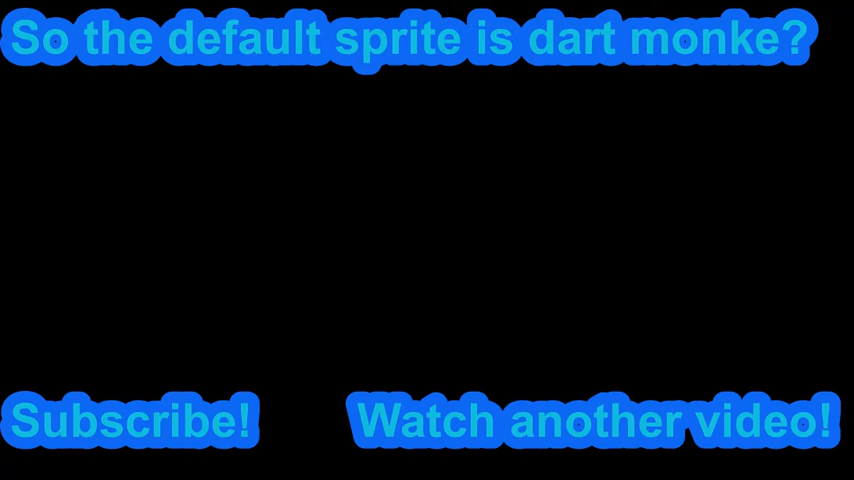 So the default sprite is dart monke?
Subscribe!
Watch another video!